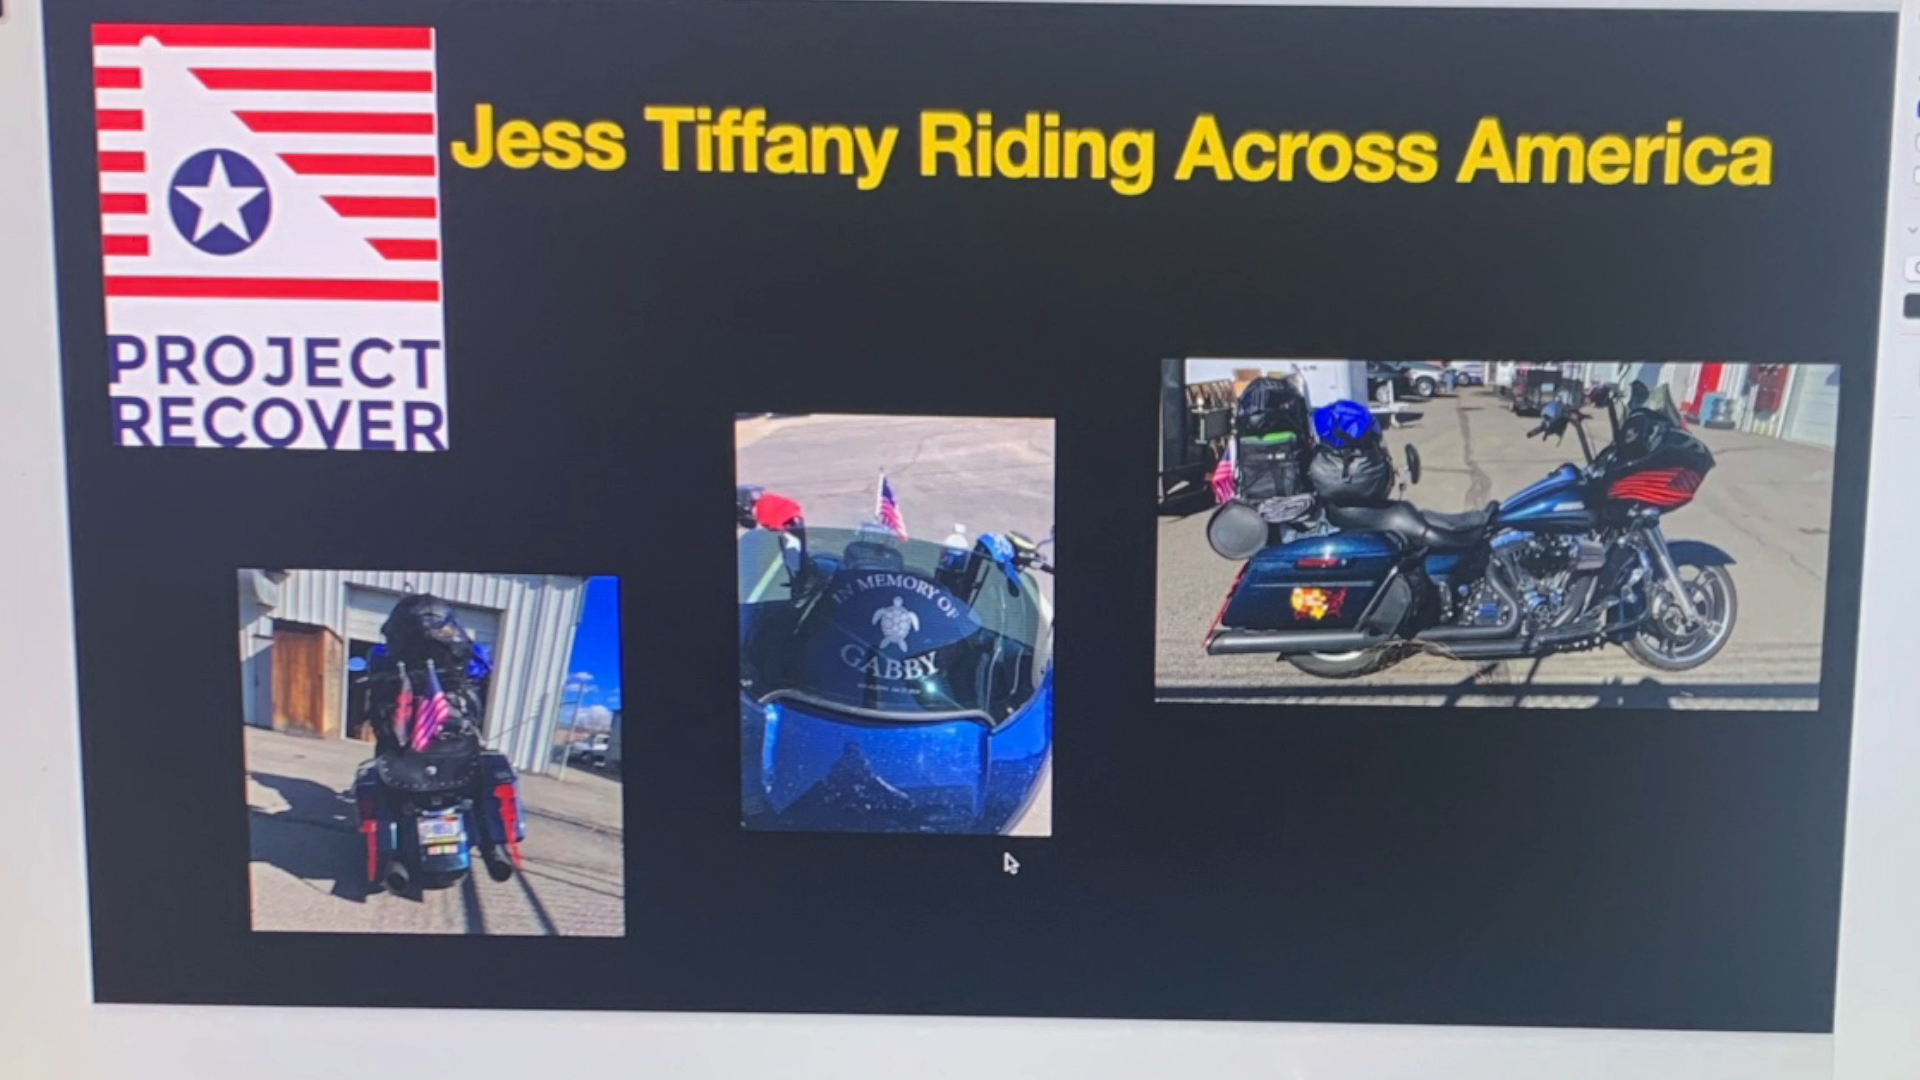 Jess Tiffany Riding Across America
PROJECT
RECOVER
IN MEMORY OF
GABBY